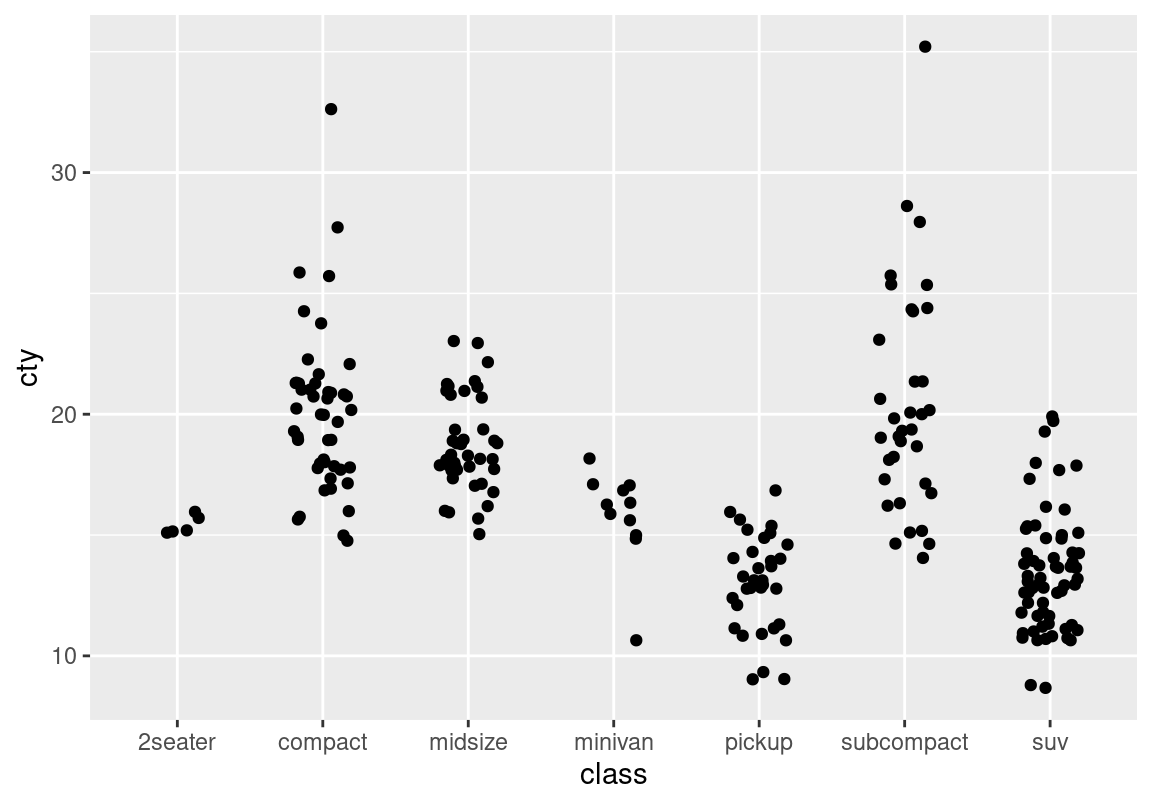 cty
30
20
10
2seater compact midsize minivan pickup subcompact suv
class